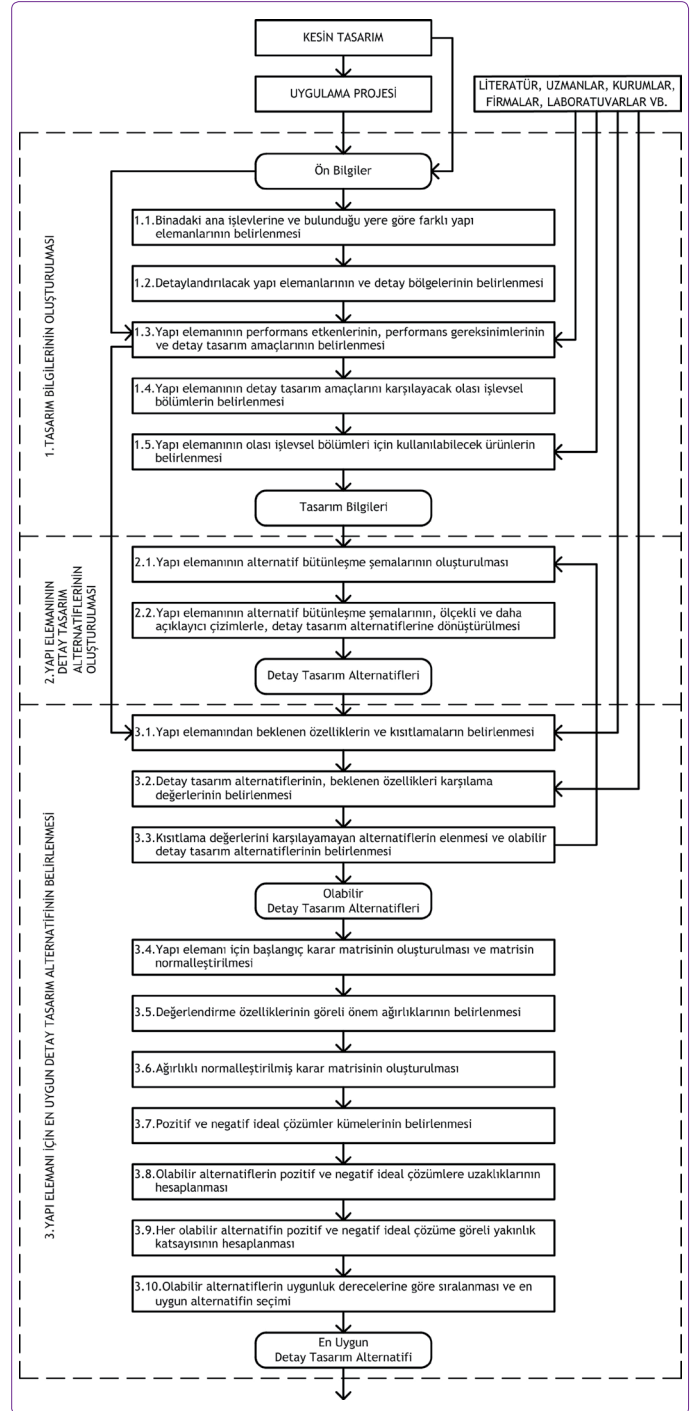 KESİN TASARIM
UYGULAMA PROJESİ
LİTERATÜR, UZMANLAR, KURUMLAR,
FİRMALAR, LABORATUVARLAR VB.
1.TASARIM BİLGİLERİNİN OLUŞTURULMASI
Ön Bilgiler
1.1.Binadaki ana işlevlerine ve bulunduğu yere göre farklı yapı
elemanlarının belirlenmesi
1.2.Detaylandırılacak yapı elemanlarının ve detay bölgelerinin belirlenmesi
1.3.Yapı elemanının performans etkenlerinin, performans gereksinimlerinin
ve detay tasarım amaçlarının belirlenmesi
1.4.Yapı elemanının detay tasarım amaçlarını karşılayacak olası işlevsel
bölümlerin belirlenmesi
1.5.Yapı elemanının olası işlevsel bölümleri için kullanılabilecek ürünlerin
belirlenmesi
Tasarım Bilgileri
2.YAPI ELEMANININ
DETAY TASARIM
ALTERNATİFLERİNİN
OLUŞTURULMASI
2.1.Yapı elemanının alternatif bütünleşme şemalarının oluşturulması
2.2.Yapı elemanının alternatif bütünleşme şemalarının, ölçekli ve daha
açıklayıcı çizimlerle, detay tasarım alternatiflerine dönüştürülmesi
Detay Tasarım Alternatifleri
3.YAPI ELEMANI İÇİN EN UYGUN DETAY TASARIM ALTERNATİFİNİN BELİRLENMESİ
3.1.Yapı elemanından beklenen özelliklerin ve kısıtlamaların belirlenmesi
3.2.Detay tasarım alternatiflerinin, beklenen özellikleri karşılama
değerlerinin belirlenmesi
3.3.Kısıtlama değerlerini karşılayamayan alternatiflerin elenmesi ve olabilir
detay tasarım alternatiflerinin belirlenmesi
Olabilir
Detay Tasarım Alternatifleri
3.4.Yapı elemanı için başlangıç karar matrisinin oluşturulması ve matrisin
normalleştirilmesi
3.5.Değerlendirme özelliklerinin göreli önem ağırlıklarının belirlenmesi
3.6.Ağırlıklı normalleştirilmiş karar matrisinin oluşturulması
3.7.Pozitif ve negatif ideal çözümler kümelerinin belirlenmesi
3.8.Olabilir alternatiflerin pozitif ve negatif ideal çözümlere uzaklıklarının
hesaplanması
3.9.Her olabilir alternatifin pozitif ve negatif ideal çözüme göreli yakınlık
katsayısının hesaplanması
3.10.Olabilir alternatiflerin uygunluk derecelerine göre sıralanması ve en
uygun alternatifin seçimi
En Uygun
Detay Tasarım Alternatifi